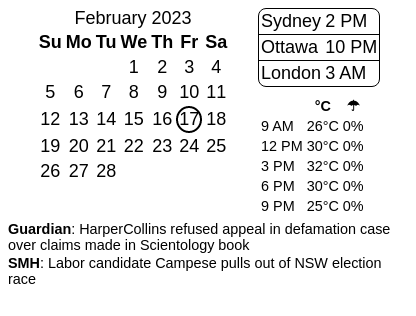 February 2023
Su Mo Tu We Th Fr Sa
1 2 3 4
5 6 7 8 9 10 11
12 13 14 15 16 17 18
19 20 21 22 23 24 25
26 27 28
Sydney 2 PM
Ottawa 10 PM
London 3 AM
°C ☂
9 AM 26°C 0%
12 PM 30°C 0%
3 PM 32°C 0%
6 PM 30°C 0%
9 PM 25°C 0%
Guardian: HarperCollins refused appeal in defamation case
over claims made in Scientology book
SMH: Labor candidate Campese pulls out of NSW election
race